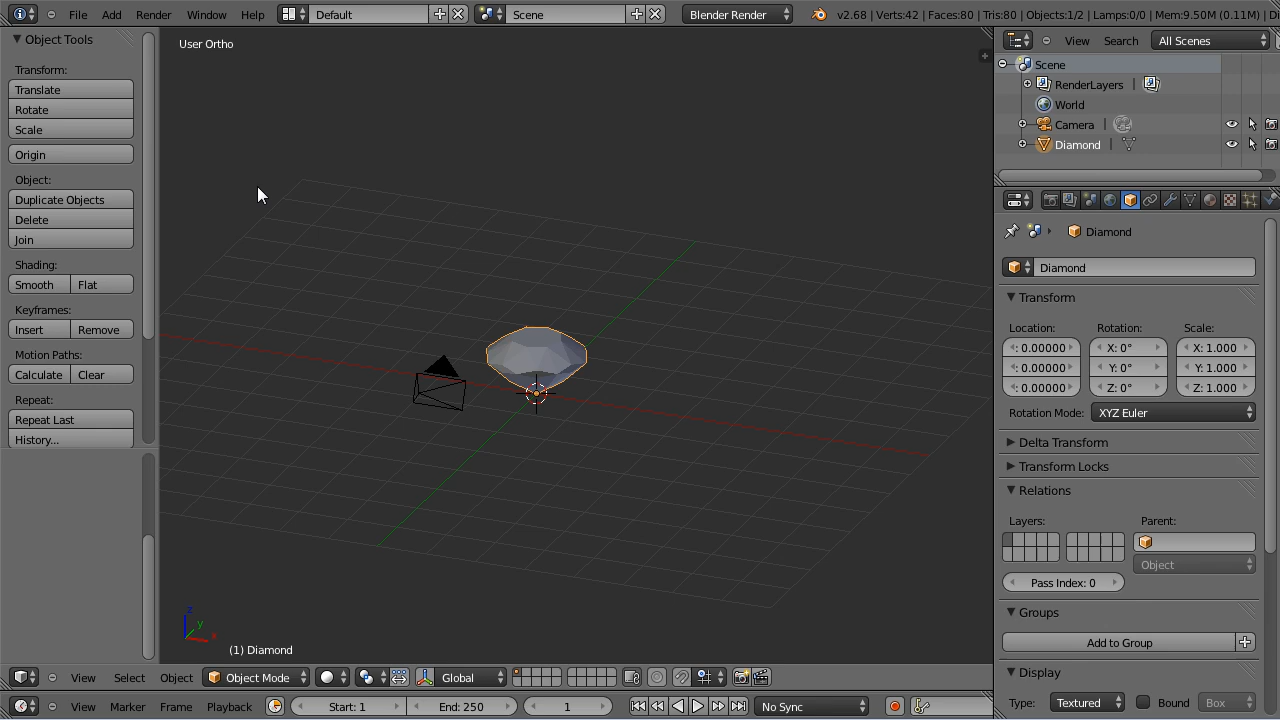 File Add Render Window Help Default Scene Blender Render v2.68 | Verts:42 | Faces:80 | Tris:80 | Objects:1/2 | Lamps:0/0 | Mem:9.50M (0.11M) | Di
Object Tools
Transform:
Translate
Rotate
Scale
Origin
Object:
Duplicate Objects
Delete
Join
Shading:
Smooth Flat
Keyframes:
Insert Remove
Motion Paths:
Calculate Clear
Repeat:
Repeat Last
History...
User Ortho
z
y
x
(1) Diamond
View Select Object Object Mode Global
View Marker Frame Playback Start: 1 End: 250 1 No Sync
View Search All Scenes
Scene
RenderLayers |
World
Camera |
Diamond |
Diamond
Diamond
Transform
Location: Rotation: Scale:
: 0.00000 X: 0° X: 1.000
: 0.00000 Y: 0° Y: 1.000
: 0.00000 Z: 0° Z: 1.000
Rotation Mode: XYZ Euler
Delta Transform
Transform Locks
Relations
Layers: Parent:
Object
Pass Index: 0
Groups
Add to Group
Display
Type: Textured Bound Box